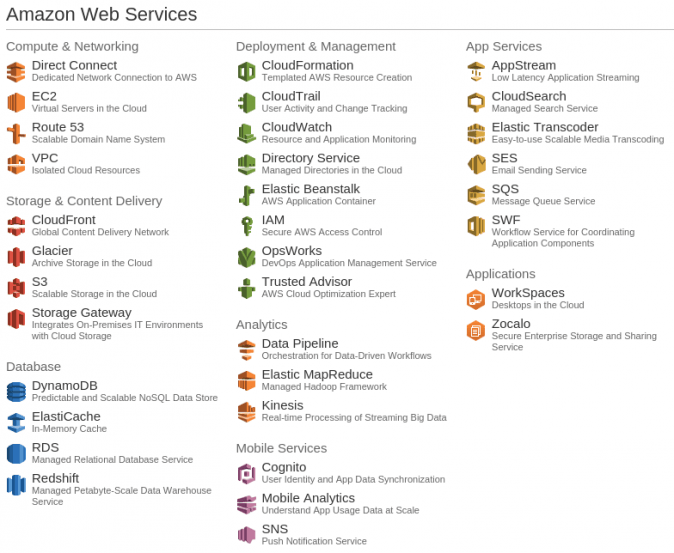 Amazon Web Services
Compute & Networking
Direct Connect
Dedicated Network Connection to AWS
EC2
Virtual Servers in the Cloud
Route 53
Scalable Domain Name System
VPC
Isolated Cloud Resources
Storage & Content Delivery
CloudFront
Global Content Delivery Network
Glacier
Archive Storage in the Cloud
S3
Scalable Storage in the Cloud
Storage Gateway
Integrates On-Premises IT Environments
with Cloud Storage
Database
DynamoDB
Predictable and Scalable NoSQL Data Store
ElastiCache
In-Memory Cache
RDS
Managed Relational Database Service
Redshift
Managed Petabyte-Scale Data Warehouse
Service
Deployment & Management
CloudFormation
Templated AWS Resource Creation
CloudTrail
User Activity and Change Tracking
CloudWatch
Resource and Application Monitoring
Directory Service
Managed Directories in the Cloud
Elastic Beanstalk
AWS Application Container
IAM
Secure AWS Access Control
OpsWorks
DevOps Application Management Service
Trusted Advisor
AWS Cloud Optimization Expert
Analytics
Data Pipeline
Orchestration for Data-Driven Workflows
Elastic MapReduce
Managed Hadoop Framework
Kinesis
Real-time Processing of Streaming Big Data
Mobile Services
Cognito
User Identity and App Data Synchronization
Mobile Analytics
Understand App Usage Data at Scale
SNS
Push Notification Service
App Services
AppStream
Low Latency Application Streaming
CloudSearch
Managed Search Service
Elastic Transcoder
Easy-to-use Scalable Media Transcoding
SES
Email Sending Service
SQS
Message Queue Service
SWF
Workflow Service for Coordinating
Application Components
Applications
WorkSpaces
Desktops in the Cloud
Zocalo
Secure Enterprise Storage and Sharing
Service